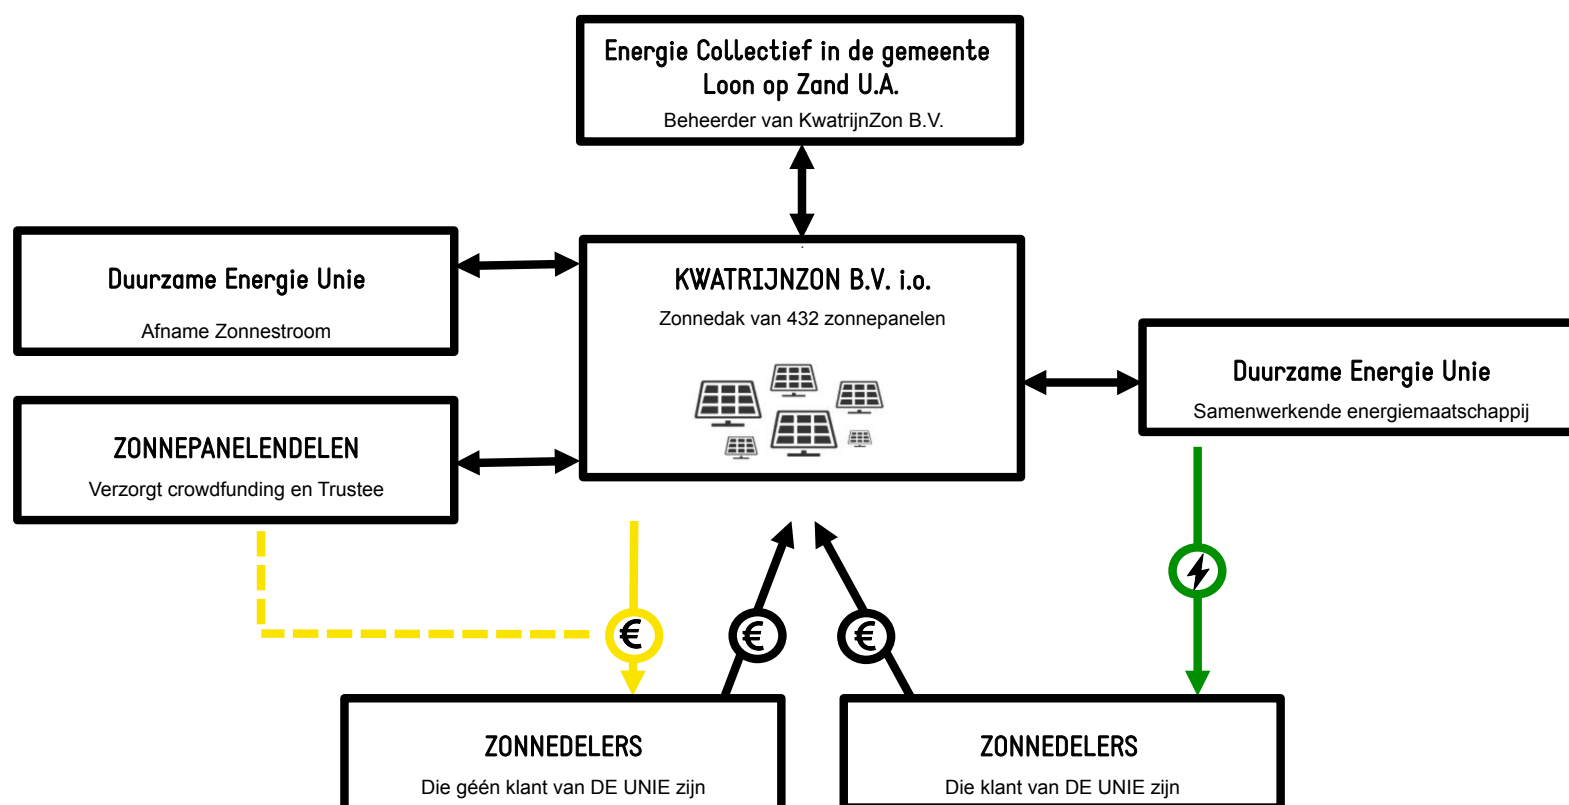 Energie Collectief in de gemeente
Loon op Zand U.A.
Beheerder van KwatrijnZon B.V.
Duurzame Energie Unie
Afname Zonnestroom
KWATRIJNZON B.V. i.o.
Zonnedak van 432 zonnepanelen
Duurzame Energie Unie
Samenwerkende energiemaatschappij
ZONNEPANELENDELEN
Verzorgt crowdfunding en Trustee
€
€
€
ZONNEDELERS
Die géén klant van DE UNIE zijn
ZONNEDELERS
Die klant van DE UNIE zijn